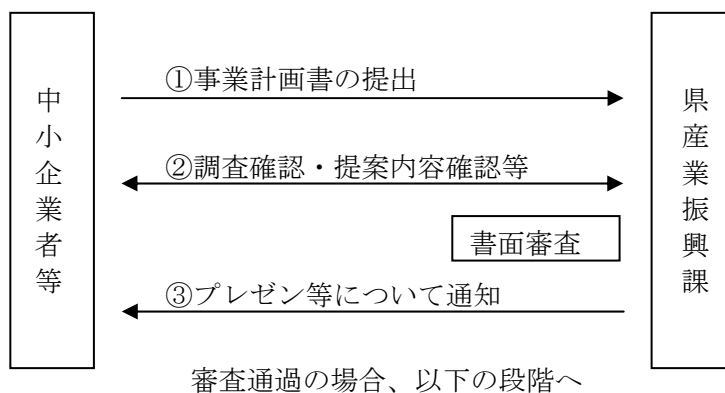 中小企業者等
①事業計画書の提出
②調査確認・提案内容確認等
書面審査
③プレゼン等について通知
県産業振興課
審査通過の場合、以下の段階へ